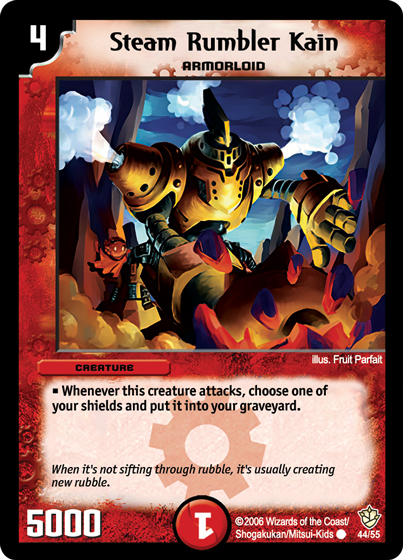 4
Steam Rumbler Kain
ARMORLOID
illus. Fruit Parfait
CREATURE
▪ Whenever this creature attacks, choose one
of your shields and put it into your graveyard.
When it's not sifting through rubble, it's usually creating
new rubble.
5000
1
©2006 Wizards of the Coast/
Shogakukan/Mitsui-Kids
44/55